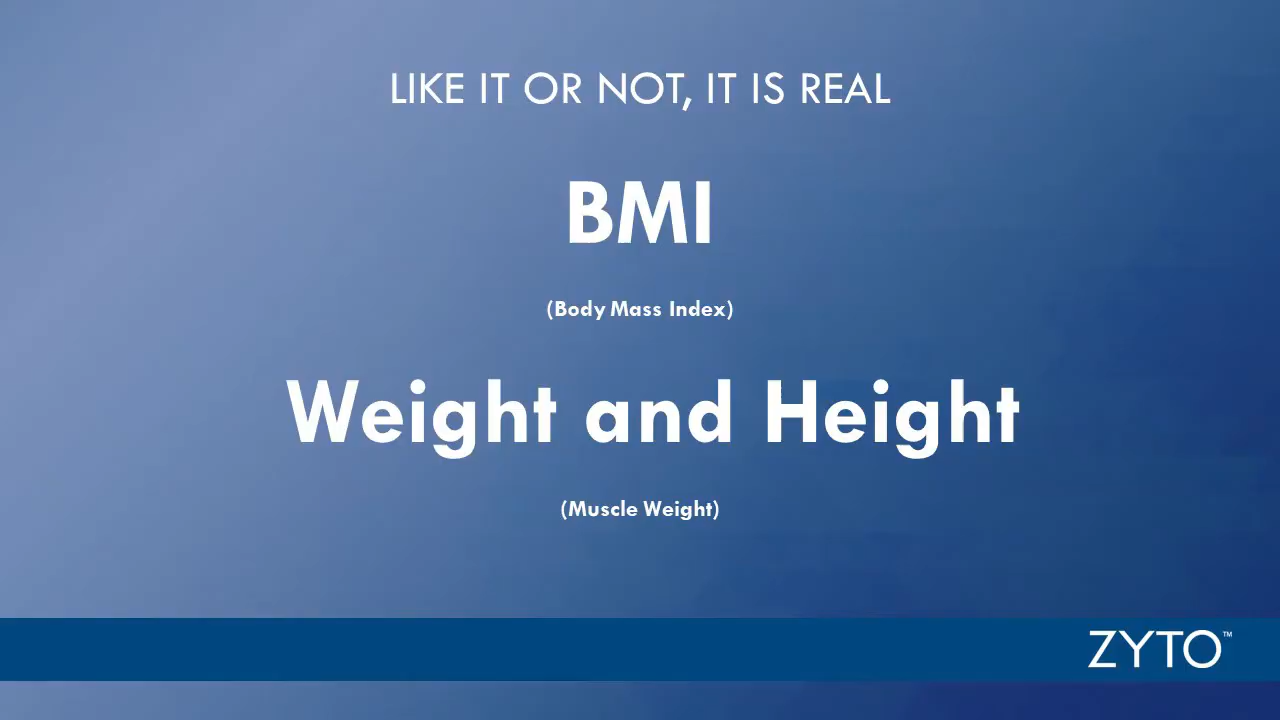 LIKE IT OR NOT, IT IS REAL
BMI
(Body Mass Index)
Weight and Height
(Muscle Weight)
ZYTO™